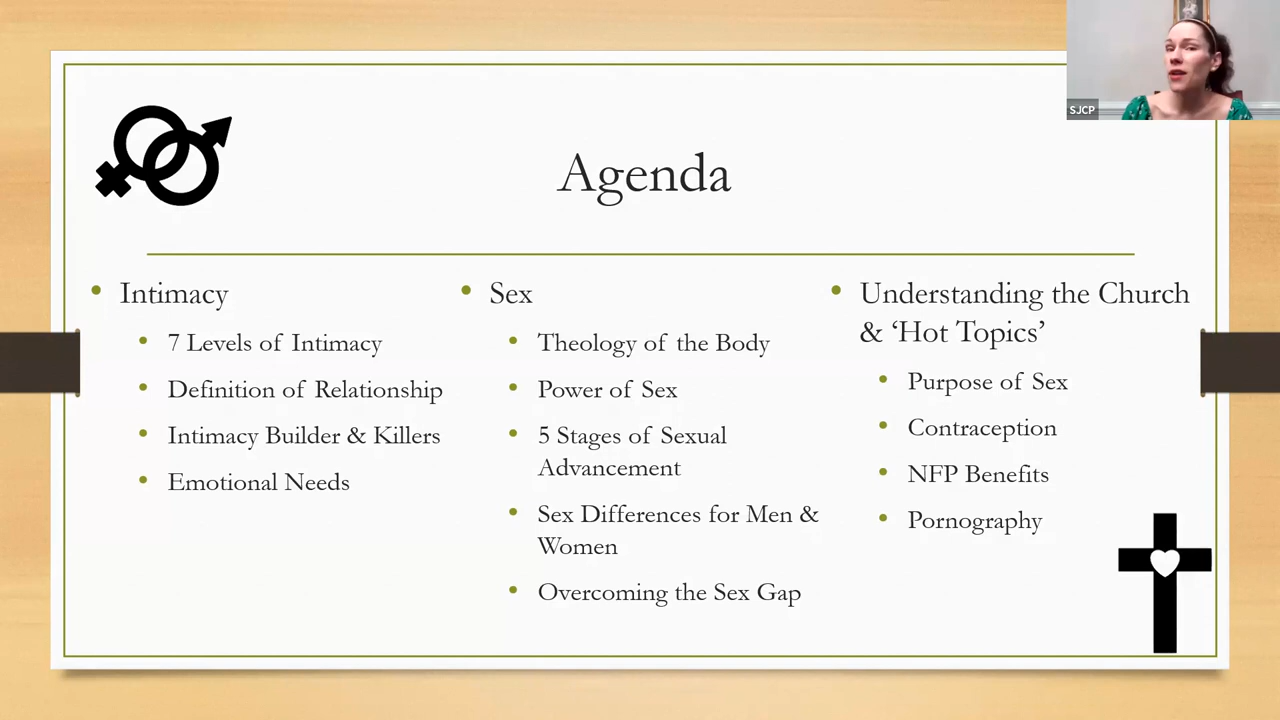 SJCP
Agenda
Intimacy
7 Levels of Intimacy
Definition of Relationship
Intimacy Builder & Killers
Emotional Needs
Sex
Theology of the Body
Power of Sex
5 Stages of Sexual
Advancement
Sex Differences for Men &
Women
Overcoming the Sex Gap
Understanding the Church
& ‘Hot Topics’
Purpose of Sex
Contraception
NFP Benefits
Pornography